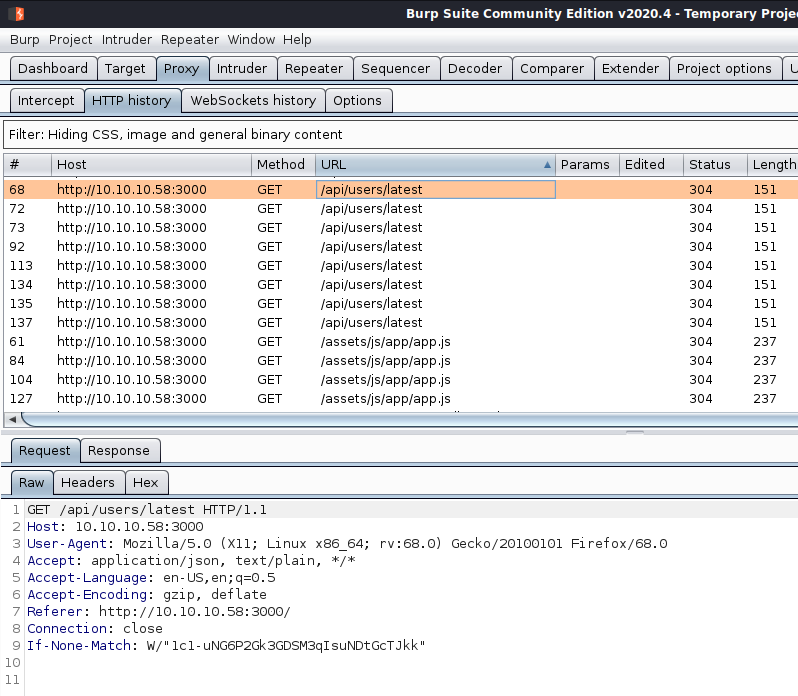 Burp Suite Community Edition v2020.4 - Temporary Proje
Burp Project Intruder Repeater Window Help
Dashboard Target Proxy Intruder Repeater Sequencer Decoder Comparer Extender Project options U
Intercept HTTP history WebSockets history Options
Filter: Hiding CSS, image and general binary content
# Host Method URL Params Edited Status Length
68 http://10.10.10.58:3000 GET /api/users/latest 304 151
72 http://10.10.10.58:3000 GET /api/users/latest 304 151
73 http://10.10.10.58:3000 GET /api/users/latest 304 151
92 http://10.10.10.58:3000 GET /api/users/latest 304 151
113 http://10.10.10.58:3000 GET /api/users/latest 304 151
134 http://10.10.10.58:3000 GET /api/users/latest 304 151
135 http://10.10.10.58:3000 GET /api/users/latest 304 151
137 http://10.10.10.58:3000 GET /api/users/latest 304 151
61 http://10.10.10.58:3000 GET /assets/js/app/app.js 304 237
84 http://10.10.10.58:3000 GET /assets/js/app/app.js 304 237
104 http://10.10.10.58:3000 GET /assets/js/app/app.js 304 237
127 http://10.10.10.58:3000 GET /assets/js/app/app.js 304 237
Request Response
Raw Headers Hex
1 GET /api/users/latest HTTP/1.1
2 Host: 10.10.10.58:3000
3 User-Agent: Mozilla/5.0 (X11; Linux x86_64; rv:68.0) Gecko/20100101 Firefox/68.0
4 Accept: application/json, text/plain, */*
5 Accept-Language: en-US,en;q=0.5
6 Accept-Encoding: gzip, deflate
7 Referer: http://10.10.10.58:3000/
8 Connection: close
9 If-None-Match: W/"1c1-uNG6P2Gk3GDSM3qIsuNDtGcTJkk"
10
11